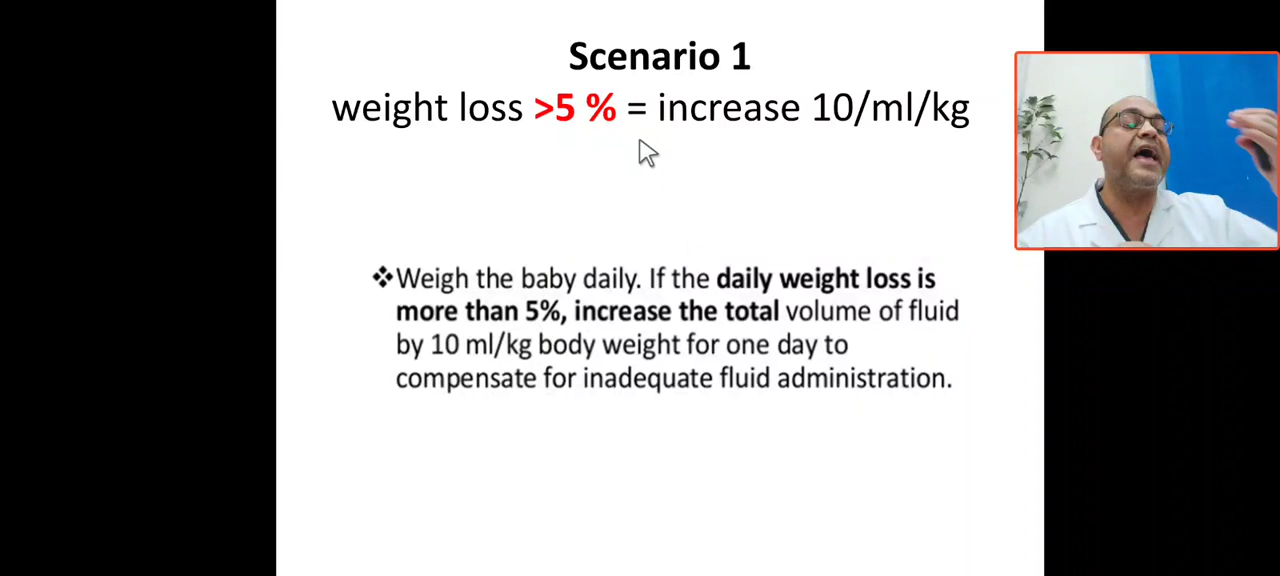 Scenario 1
weight loss >5 % = increase 10/ml/kg
❖Weigh the baby daily. If the daily weight loss is
more than 5%, increase the total volume of fluid
by 10 ml/kg body weight for one day to
compensate for inadequate fluid administration.